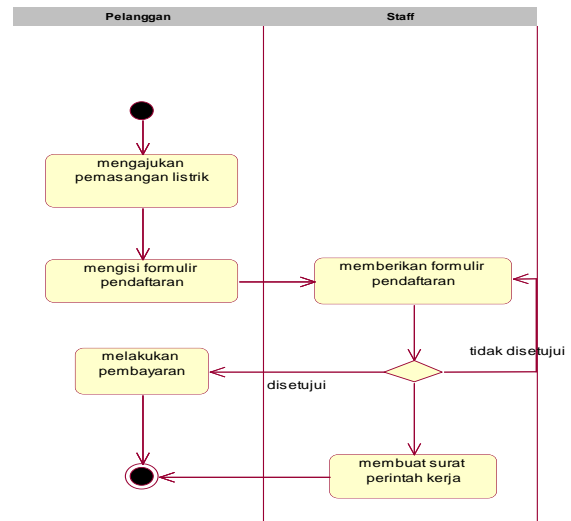 Pelanggan
Staff
mengajukan
pemasangan listrik
mengisi formulir
pendaftaran
memberikan formulir
pendaftaran
tidak disetujui
melakukan
pembayaran
disetujui
membuat surat
perintah kerja